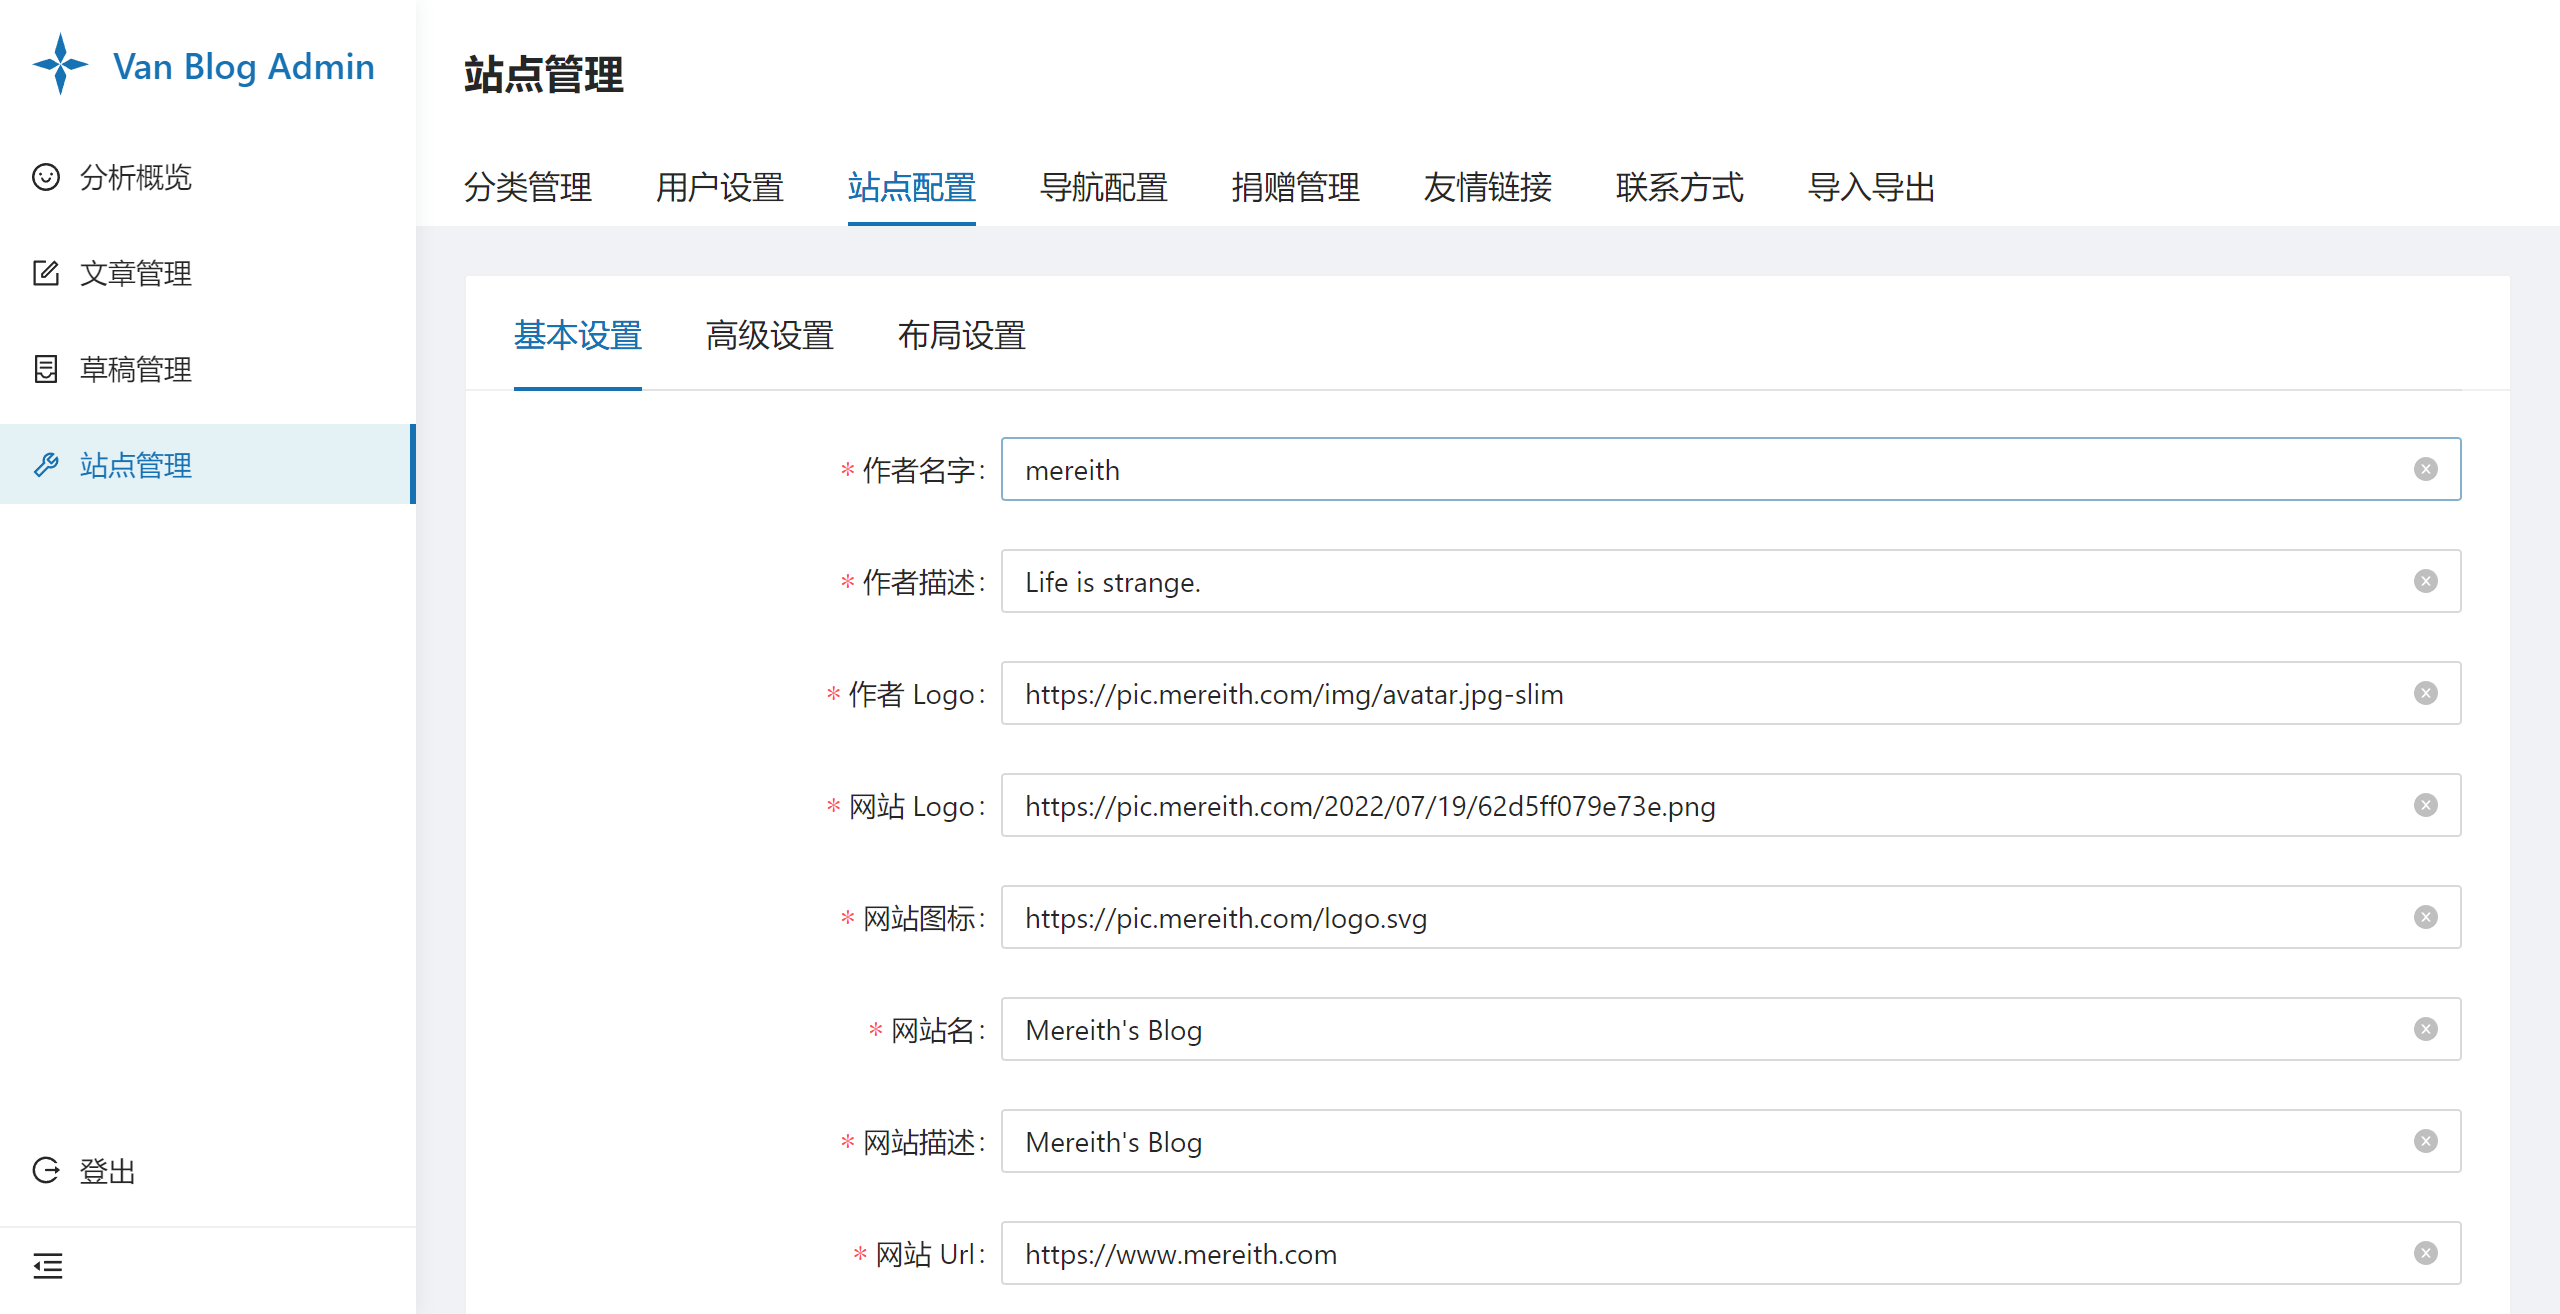 Van Blog Admin
分析概览
文章管理
草稿管理
站点管理
登出
站点管理
分类管理 用户设置 站点配置 导航配置 捐赠管理 友情链接 联系方式 导入导出
基本设置 高级设置 布局设置
* 作者名字: mereith
* 作者描述: Life is strange.
* 作者 Logo: https://pic.mereith.com/img/avatar.jpg-slim
* 网站 Logo: https://pic.mereith.com/2022/07/19/62d5ff079e73e.png
* 网站图标: https://pic.mereith.com/logo.svg
* 网站名: Mereith's Blog
* 网站描述: Mereith's Blog
* 网站 Url: https://www.mereith.com